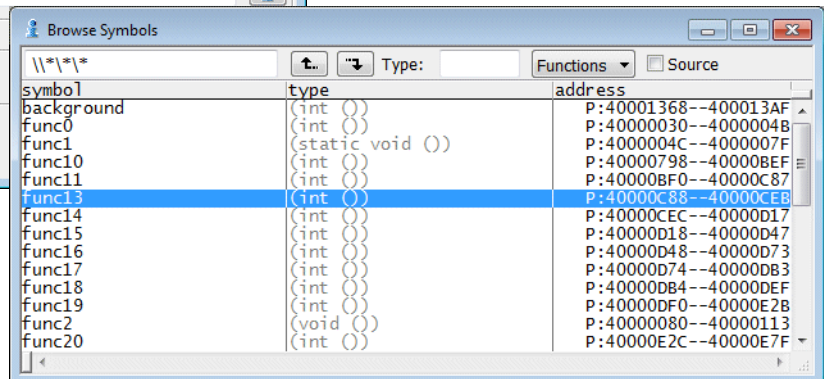 Browse Symbols
\\*\*\* Type: Functions Source
symbol type address
background (int ()) P:40001368--400013AF
func0 (int ()) P:40000030--4000004B
func1 (static void ()) P:4000004C--4000007F
func10 (int ()) P:40000798--40000BEF
func11 (int ()) P:40000BF0--40000C87
func13 (int ()) P:40000C88--40000CEB
func14 (int ()) P:40000CEC--40000D17
func15 (int ()) P:40000D18--40000D47
func16 (int ()) P:40000D48--40000D73
func17 (int ()) P:40000D74--40000DB3
func18 (int ()) P:40000DB4--40000DEF
func19 (int ()) P:40000DF0--40000E2B
func2 (void ()) P:40000080--40000113
func20 (int ()) P:40000E2C--40000E7F